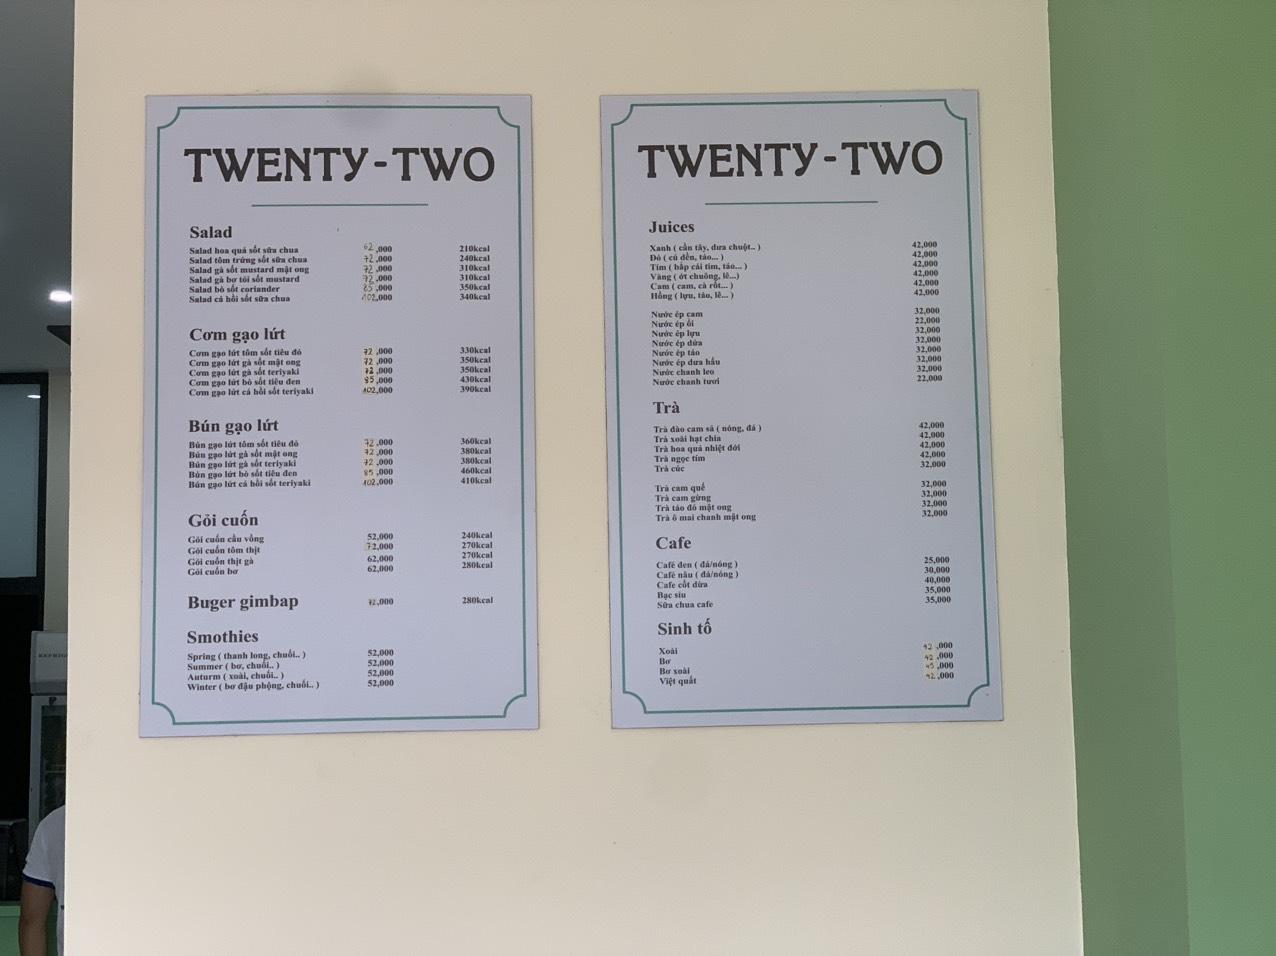 TWENTY-TWO
Salad
Salad hoa quả sốt sữa chua 62,000 210kcal
Salad tôm trứng sốt sữa chua 72,000 240kcal
Salad gà sốt mustard mật ong 72,000 310kcal
Salad gà bơ tỏi sốt mustard 72,000 310kcal
Salad bò sốt coriander 85,000 350kcal
Salad cá hồi sốt sữa chua 102,000 340kcal
Cơm gạo lứt
Cơm gạo lứt tôm sốt tiêu đỏ 72,000 330kcal
Cơm gạo lứt gà sốt mật ong 72,000 350kcal
Cơm gạo lứt gà sốt teriyaki 72,000 350kcal
Cơm gạo lứt bò sốt tiêu đen 85,000 430kcal
Cơm gạo lứt cá hồi sốt teriyaki 102,000 390kcal
Bún gạo lứt
Bún gạo lứt tôm sốt tiêu đỏ 72,000 360kcal
Bún gạo lứt gà sốt mật ong 72,000 380kcal
Bún gạo lứt gà sốt teriyaki 72,000 380kcal
Bún gạo lứt bò sốt tiêu đen 85,000 460kcal
Bún gạo lứt cá hồi sốt teriyaki 102,000 410kcal
Gỏi cuốn
Gỏi cuốn cầu vồng 52,000 240kcal
Gỏi cuốn tôm thịt 72,000 270kcal
Gỏi cuốn thịt gà 62,000 270kcal
Gỏi cuốn bơ 62,000 280kcal
Buger gimbap 72,000 280kcal
Smothies
Spring ( thanh long, chuối.. ) 52,000
Summer ( bơ, chuối.. ) 52,000
Auturm ( xoài, chuối.. ) 52,000
Winter ( bơ đậu phộng, chuối.. ) 52,000
TWENTY-TWO
Juices
Xanh ( cần tây, dưa chuột.. ) 42,000
Đỏ ( củ dền, táo... ) 42,000
Tím ( bắp cải tím, táo... ) 42,000
Vàng ( ớt chuông, lê...) 42,000
Cam ( cam, cà rốt... ) 42,000
Hồng ( lựu, táo, lê... ) 42,000
Nước ép cam 32,000
Nước ép ổi 22,000
Nước ép lựu 32,000
Nước ép dứa 32,000
Nước ép táo 32,000
Nước ép dưa hấu 32,000
Nước chanh leo 32,000
Nước chanh tươi 22,000
Trà
Trà đào cam sả ( nóng, đá ) 42,000
Trà xoài hạt chia 42,000
Trà hoa quả nhiệt đới 42,000
Trà ngọc tím 42,000
Trà cúc 32,000
Trà cam quế 32,000
Trà cam gừng 32,000
Trà táo đỏ mật ong 32,000
Trà ô mai chanh mật ong 32,000
Cafe
Café đen ( đá/nóng ) 25,000
Café nâu ( đá/nóng ) 30,000
Cafe cốt dừa 40,000
Bạc sỉu 35,000
Sữa chua cafe 35,000
Sinh tố
Xoài 42,000
Bơ 42,000
Bơ xoài 45,000
Việt quất 42,000